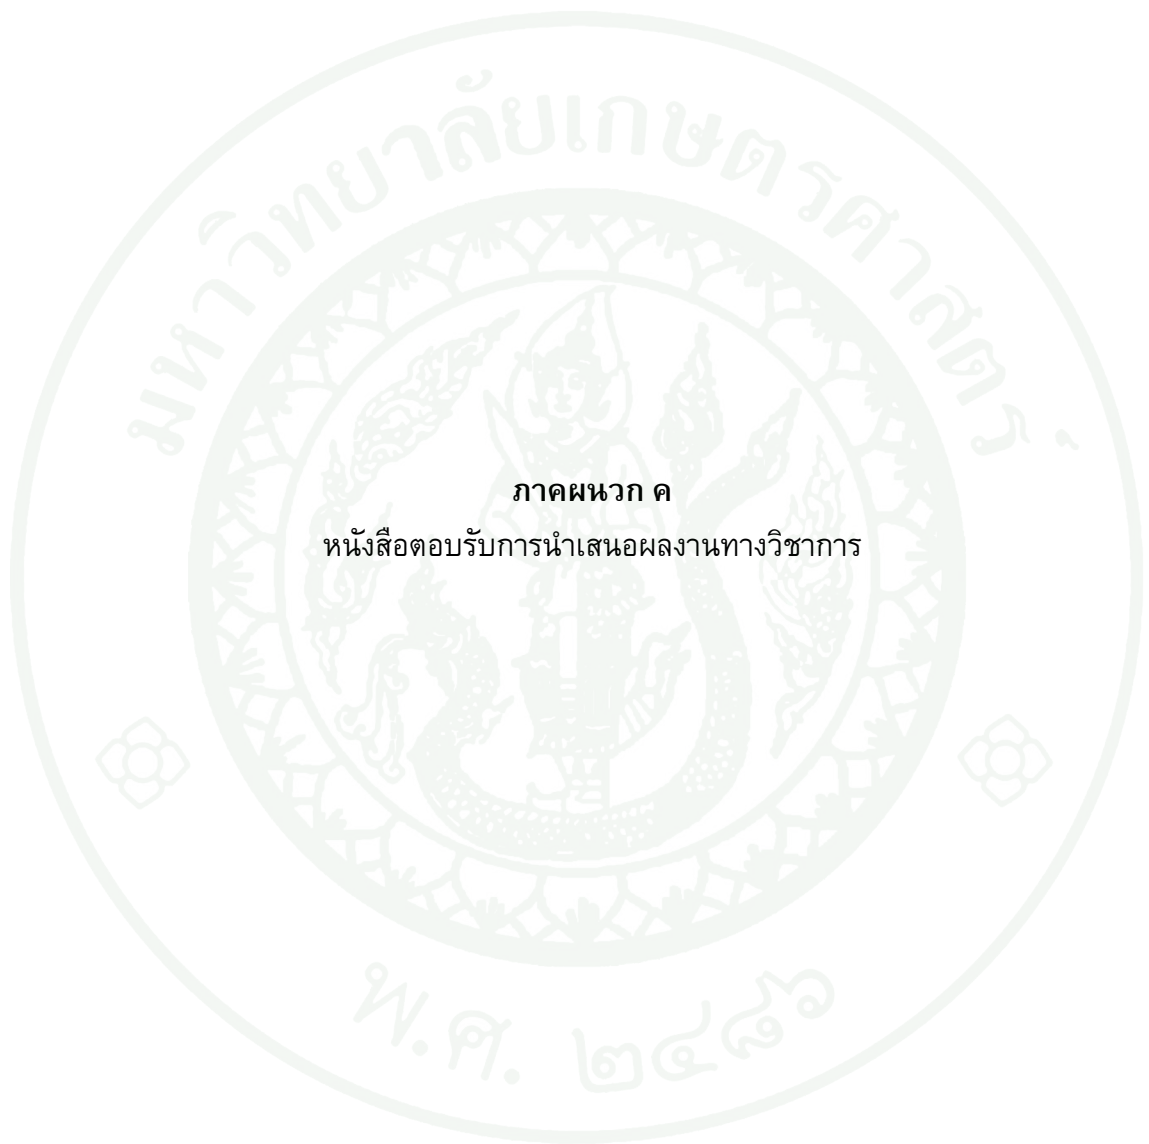 มหาวิทยาลัยเกษตรศาสตร์
ภาคผนวก ค
หนังสือตอบรับการนำเสนอผลงานทางวิชาการ
พ.ศ. ๒๔๘๖